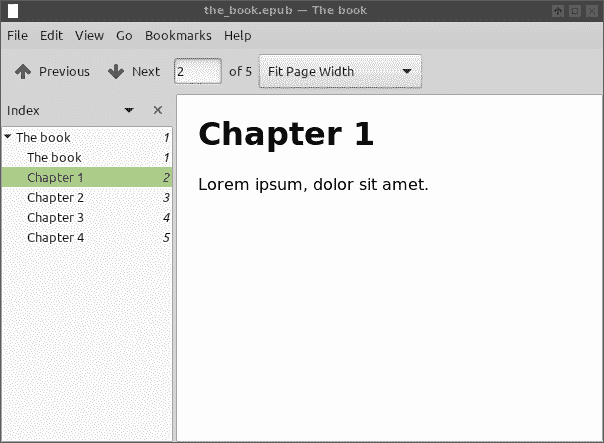 the_book.epub — The book
File Edit View Go Bookmarks Help
Previous Next 2 of 5 Fit Page Width
Index
The book 1
The book 1
Chapter 1 2
Chapter 2 3
Chapter 3 4
Chapter 4 5
Chapter 1
Lorem ipsum, dolor sit amet.